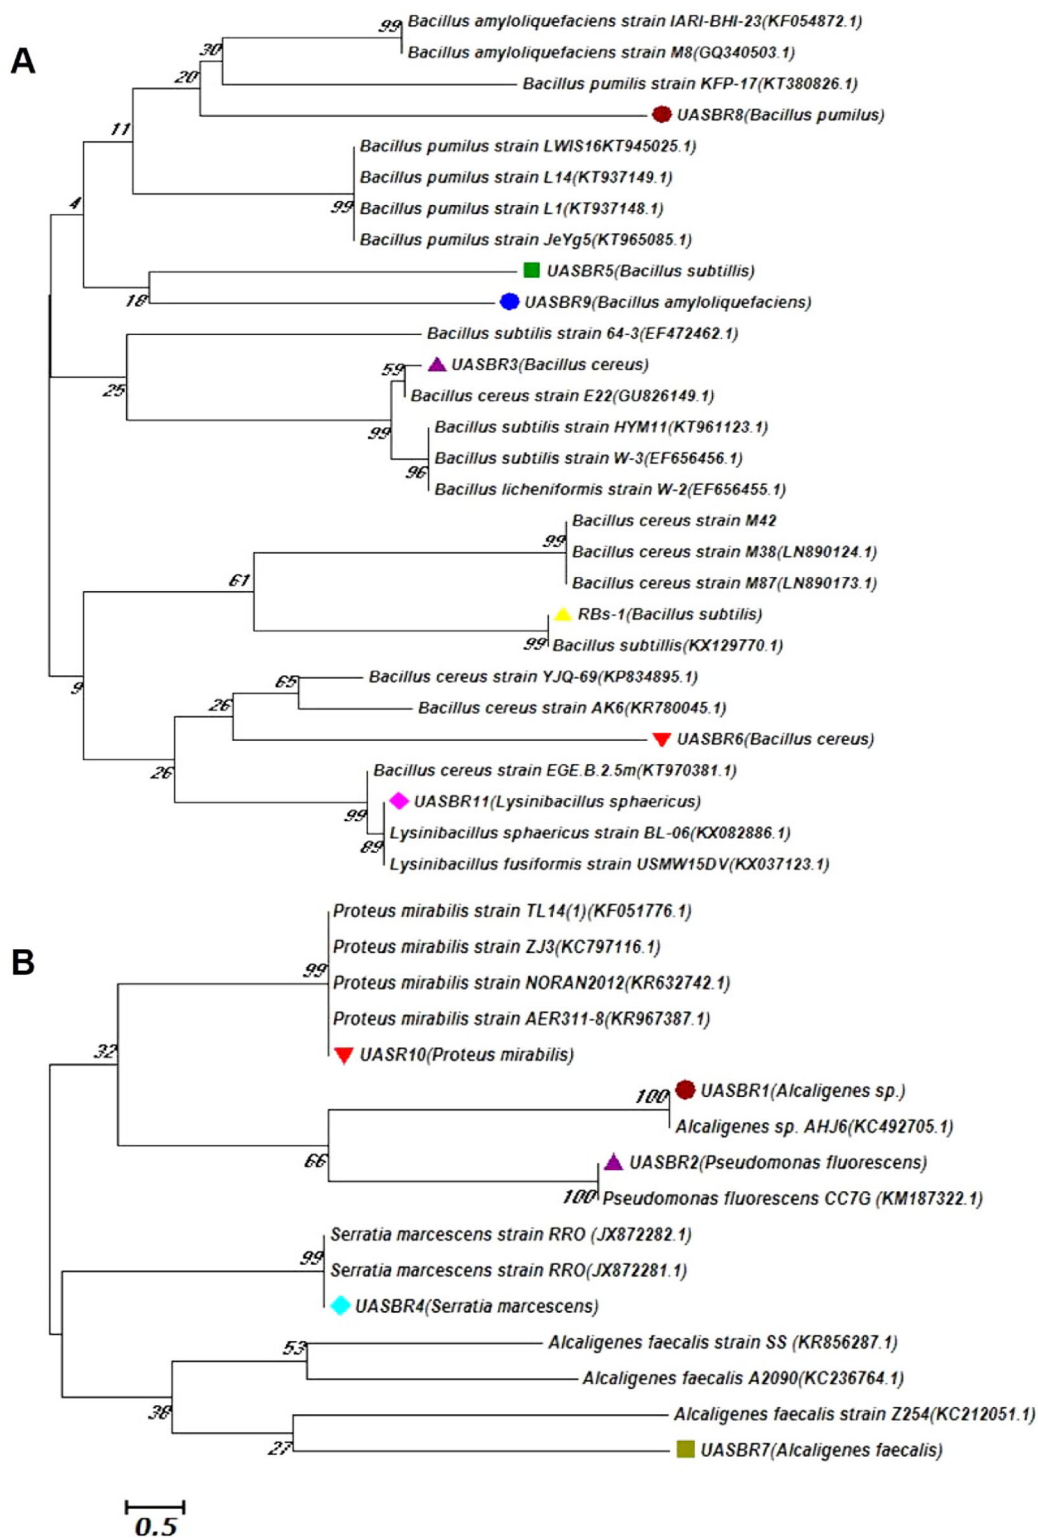 A
99
Bacillus amyloliquefaciens strain IARI-BHI-23(KF054872.1)
Bacillus amyloliquefaciens strain M8(GQ340503.1)
30
Bacillus pumilis strain KFP-17(KT380826.1)
20
UASBR8(Bacillus pumilus)
11
Bacillus pumilus strain LWIS16KT945025.1)
Bacillus pumilus strain L14(KT937149.1)
99
Bacillus pumilus strain L1(KT937148.1)
Bacillus pumilus strain JeYg5(KT965085.1)
4
UASBR5(Bacillus subtillis)
18
UASBR9(Bacillus amyloliquefaciens)
Bacillus subtilis strain 64-3(EF472462.1)
59
UASBR3(Bacillus cereus)
25
Bacillus cereus strain E22(GU826149.1)
99
Bacillus subtilis strain HYM11(KT961123.1)
Bacillus subtilis strain W-3(EF656456.1)
96
Bacillus licheniformis strain W-2(EF656455.1)
Bacillus cereus strain M42
99
Bacillus cereus strain M38(LN890124.1)
61
Bacillus cereus strain M87(LN890173.1)
RBs-1(Bacillus subtilis)
99
Bacillus subtillis(KX129770.1)
9
65
Bacillus cereus strain YJQ-69(KP834895.1)
26
Bacillus cereus strain AK6(KR780045.1)
UASBR6(Bacillus cereus)
26
Bacillus cereus strain EGE.B.2.5m(KT970381.1)
99
UASBR11(Lysinibacillus sphaericus)
89
Lysinibacillus sphaericus strain BL-06(KX082886.1)
Lysinibacillus fusiformis strain USMW15DV(KX037123.1)
B
Proteus mirabilis strain TL14(1)(KF051776.1)
Proteus mirabilis strain ZJ3(KC797116.1)
99
Proteus mirabilis strain NORAN2012(KR632742.1)
Proteus mirabilis strain AER311-8(KR967387.1)
32
UASR10(Proteus mirabilis)
100
UASBR1(Alcaligenes sp.)
Alcaligenes sp. AHJ6(KC492705.1)
66
UASBR2(Pseudomonas fluorescens)
100
Pseudomonas fluorescens CC7G (KM187322.1)
Serratia marcescens strain RRO (JX872282.1)
99
Serratia marcescens strain RRO(JX872281.1)
UASBR4(Serratia marcescens)
53
Alcaligenes faecalis strain SS (KR856287.1)
Alcaligenes faecalis A2090(KC236764.1)
38
Alcaligenes faecalis strain Z254(KC212051.1)
27
UASBR7(Alcaligenes faecalis)
0.5